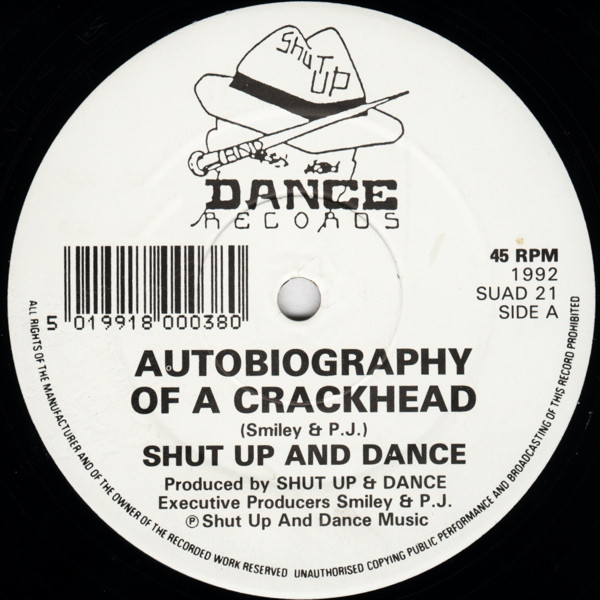 Shut
UP
AND
DANCE
RECORDS
45 RPM
1992
SUAD 21
SIDE A
5 019918 000380
AUTOBIOGRAPHY
OF A CRACKHEAD
(Smiley & P.J.)
SHUT UP AND DANCE
Produced by SHUT UP & DANCE
Executive Producers Smiley & P.J.
℗ Shut Up And Dance Music
ALL RIGHTS OF THE MANUFACTURER AND OF THE OWNER OF THE RECORDED WORK RESERVED UNAUTHORISED COPYING PUBLIC PERFORMANCE AND BROADCASTING OF THIS RECORD PROHIBITED